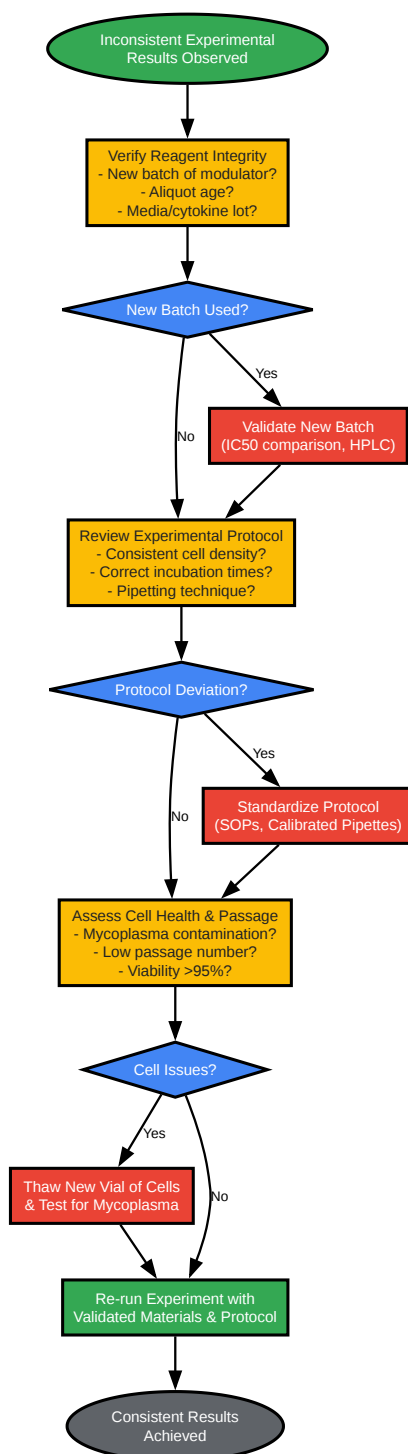 Inconsistent Experimental
Results Observed
Verify Reagent Integrity
- New batch of modulator?
- Aliquot age?
- Media/cytokine lot?
New Batch Used?
Yes
No
Validate New Batch
(IC50 comparison, HPLC)
Review Experimental Protocol
- Consistent cell density?
- Correct incubation times?
- Pipetting technique?
Protocol Deviation?
Yes
No
Standardize Protocol
(SOPs, Calibrated Pipettes)
Assess Cell Health & Passage
- Mycoplasma contamination?
- Low passage number?
- Viability >95%?
Cell Issues?
Yes
No
Thaw New Vial of Cells
& Test for Mycoplasma
Re-run Experiment with
Validated Materials & Protocol
Consistent Results
Achieved